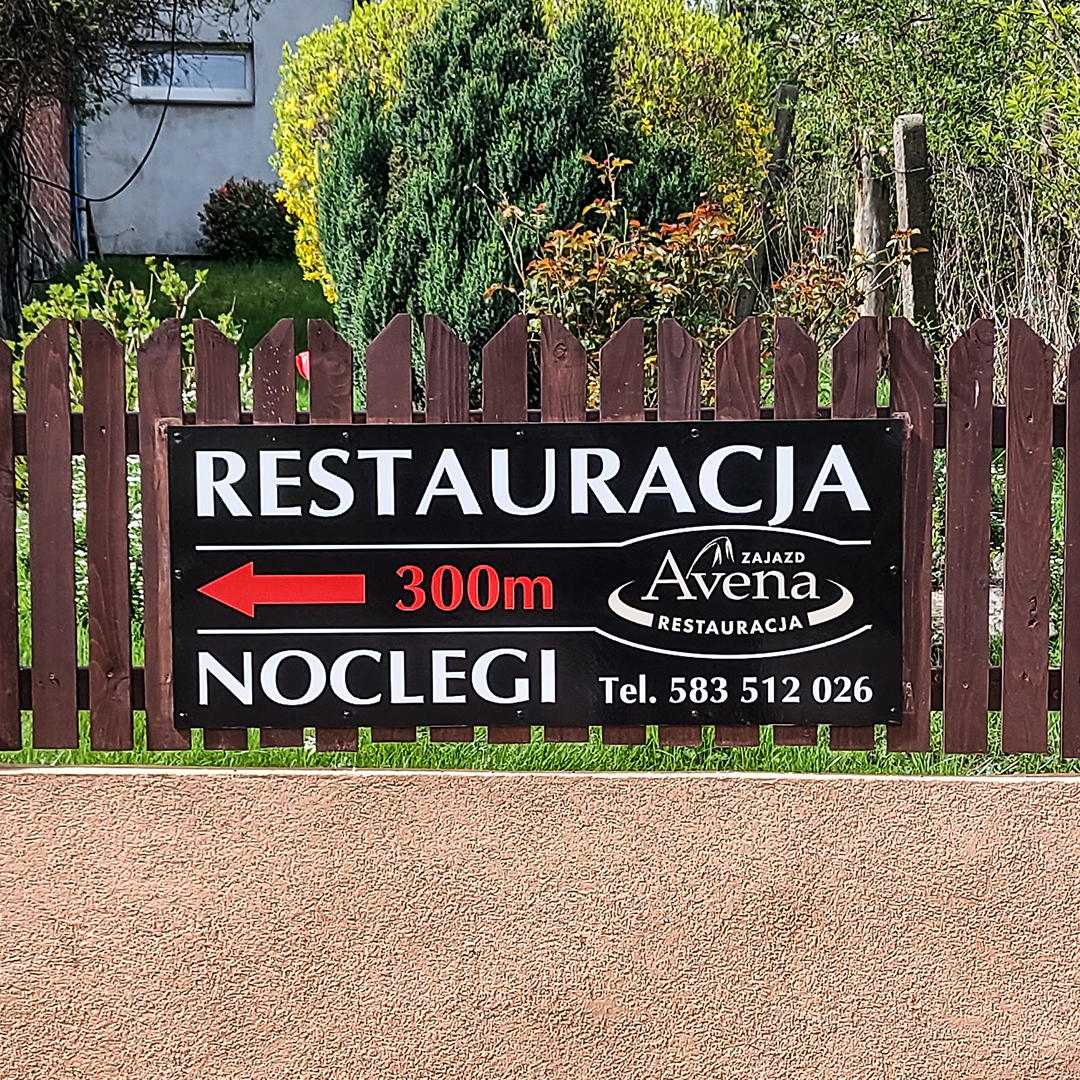 RESTAURACJA
300m
ZAJAZD
Avena
RESTAURACJA
NOCLEGI
Tel. 583 512 026